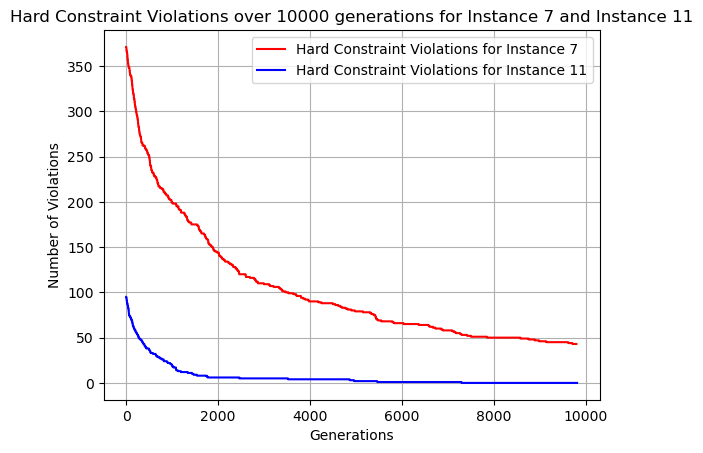 Hard Constraint Violations over 10000 generations for Instance 7 and Instance 11
Hard Constraint Violations for Instance 7
Hard Constraint Violations for Instance 11
Number of Violations
350
300
250
200
150
100
50
0
0 2000 4000 6000 8000 10000
Generations